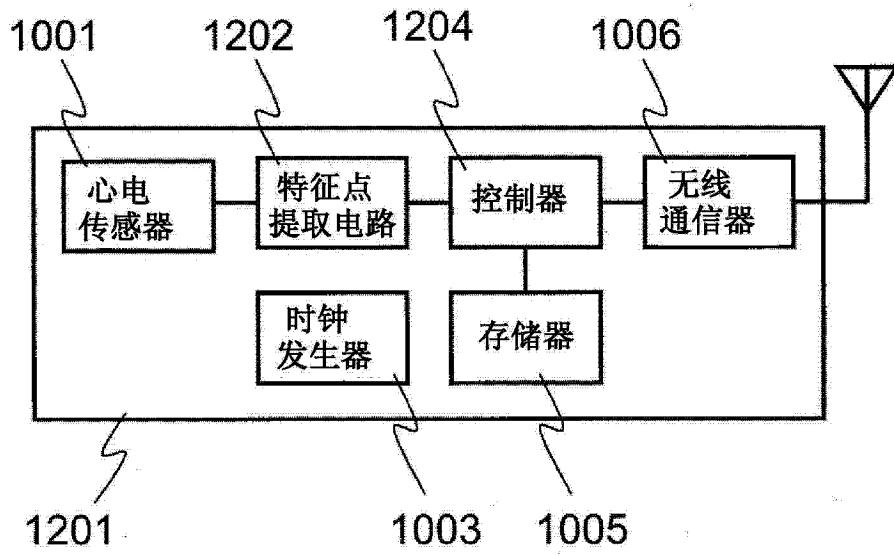 1001
1202
1204
1006
心电
传感器
特征点
提取电路
控制器
无线
通信器
时钟
发生器
存储器
1201
1003
1005